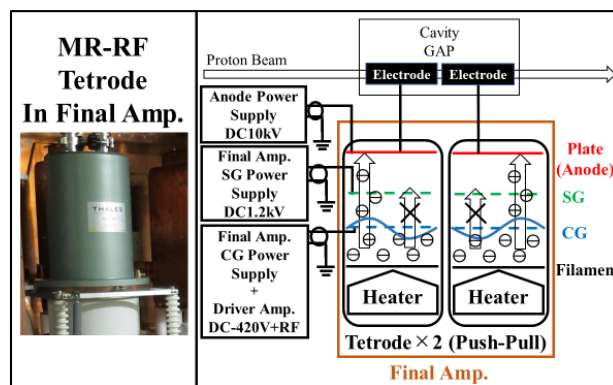 MR-RF
Tetrode
In Final Amp.
THALES
Cavity
GAP
Proton Beam
Electrode
Electrode
Anode Power
Supply
DC10kV
Final Amp.
SG Power
Supply
DC1.2kV
Final Amp.
CG Power
Supply
+
Driver Amp.
DC-420V+RF
Plate
(Anode)
SG
CG
Filament
Heater
Heater
Tetrode×2 (Push-Pull)
Final Amp.